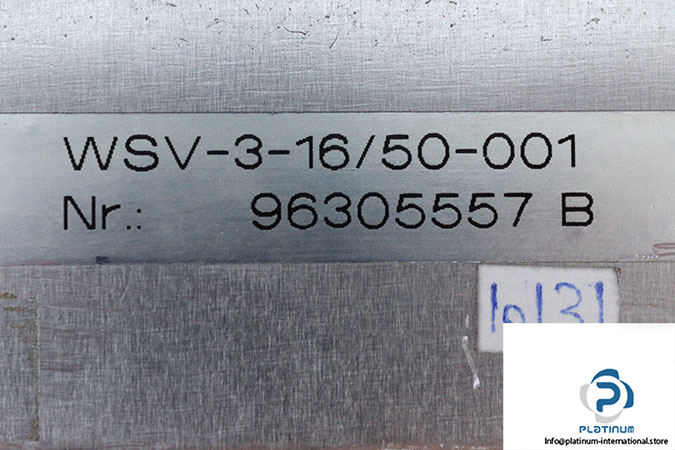 WSV-3-16/50-001
Nr.: 96305557 B
PLATINUM
Info@platinum-international.store